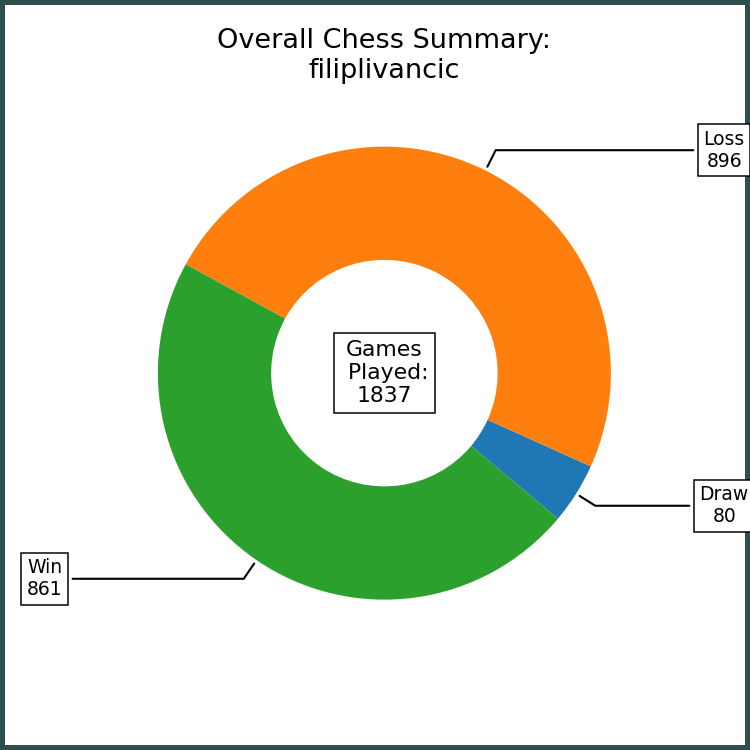 Overall Chess Summary:
filiplivancic
Loss
896
Games
Played:
1837
Draw
80
Win
861